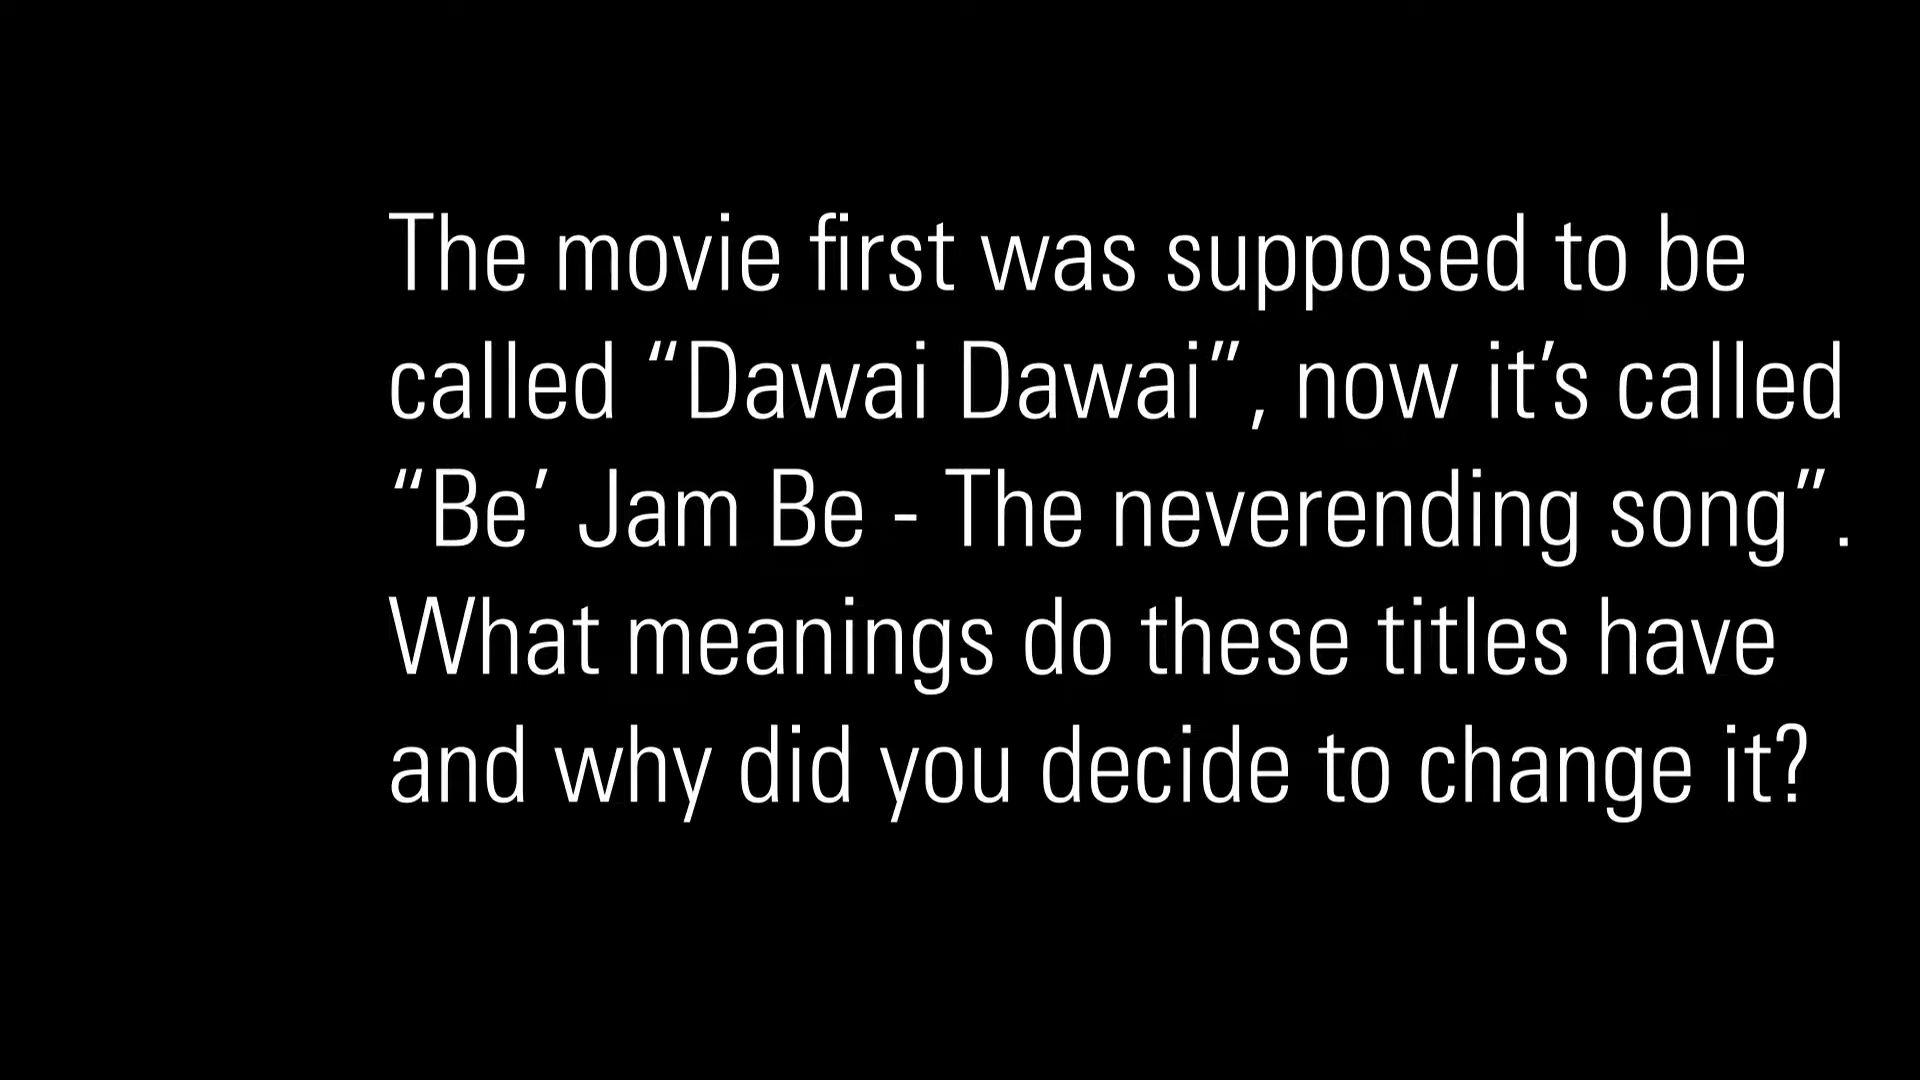 The movie first was supposed to be
called “Dawai Dawai”, now it’s called
“Be’ Jam Be - The neverending song”.
What meanings do these titles have
and why did you decide to change it?